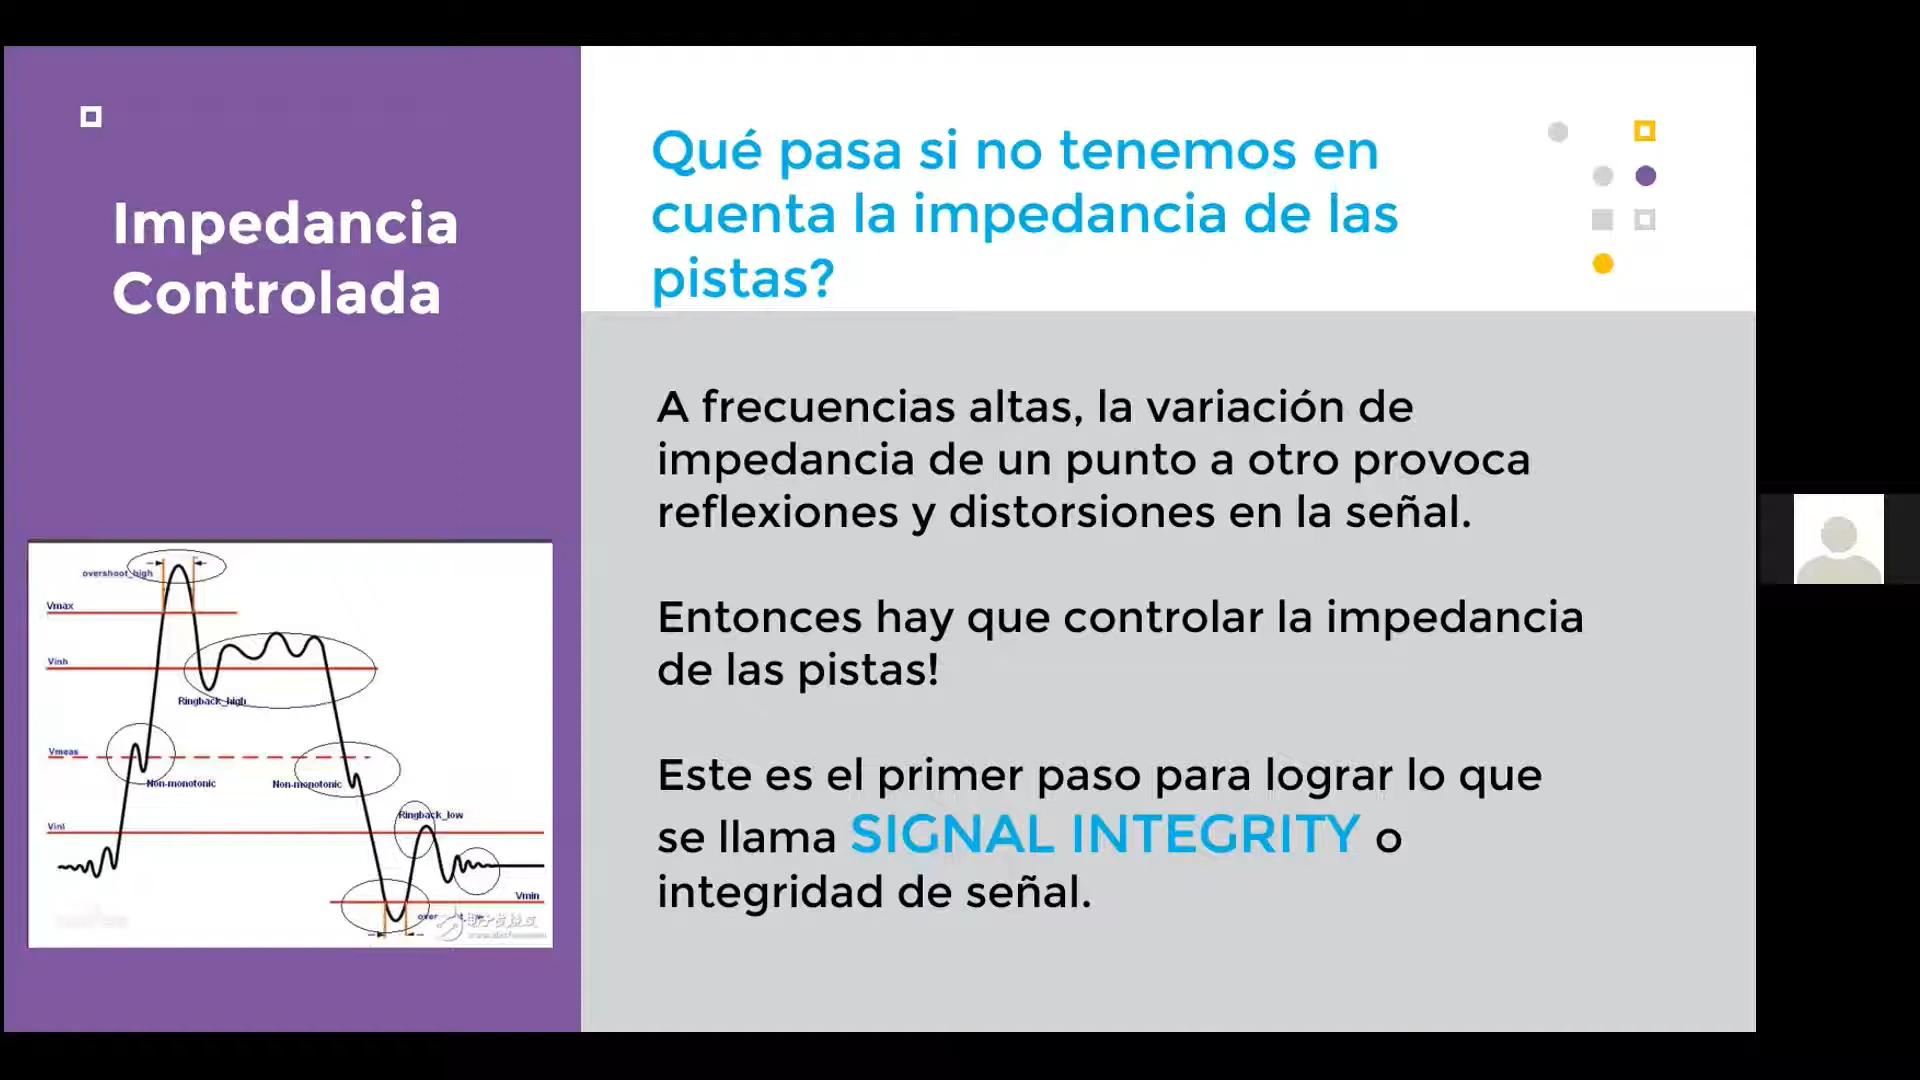 Impedancia
Controlada
Qué pasa si no tenemos en
cuenta la impedancia de las
pistas?
A frecuencias altas, la variación de
impedancia de un punto a otro provoca
reflexiones y distorsiones en la señal.
Entonces hay que controlar la impedancia
de las pistas!
Este es el primer paso para lograr lo que
se llama SIGNAL INTEGRITY o
integridad de señal.
overshoot_high
Vmax
Vinh
Ringback_high
Vmeas
Non-monotonic
Non-monotonic
Ringback_low
Vinl
Vmin